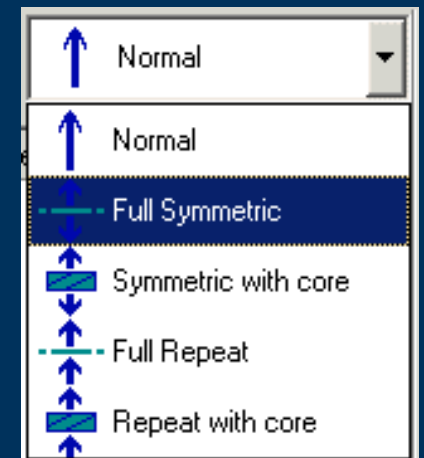 Normal
Normal
Full Symmetric
Symmetric with core
Full Repeat
Repeat with core